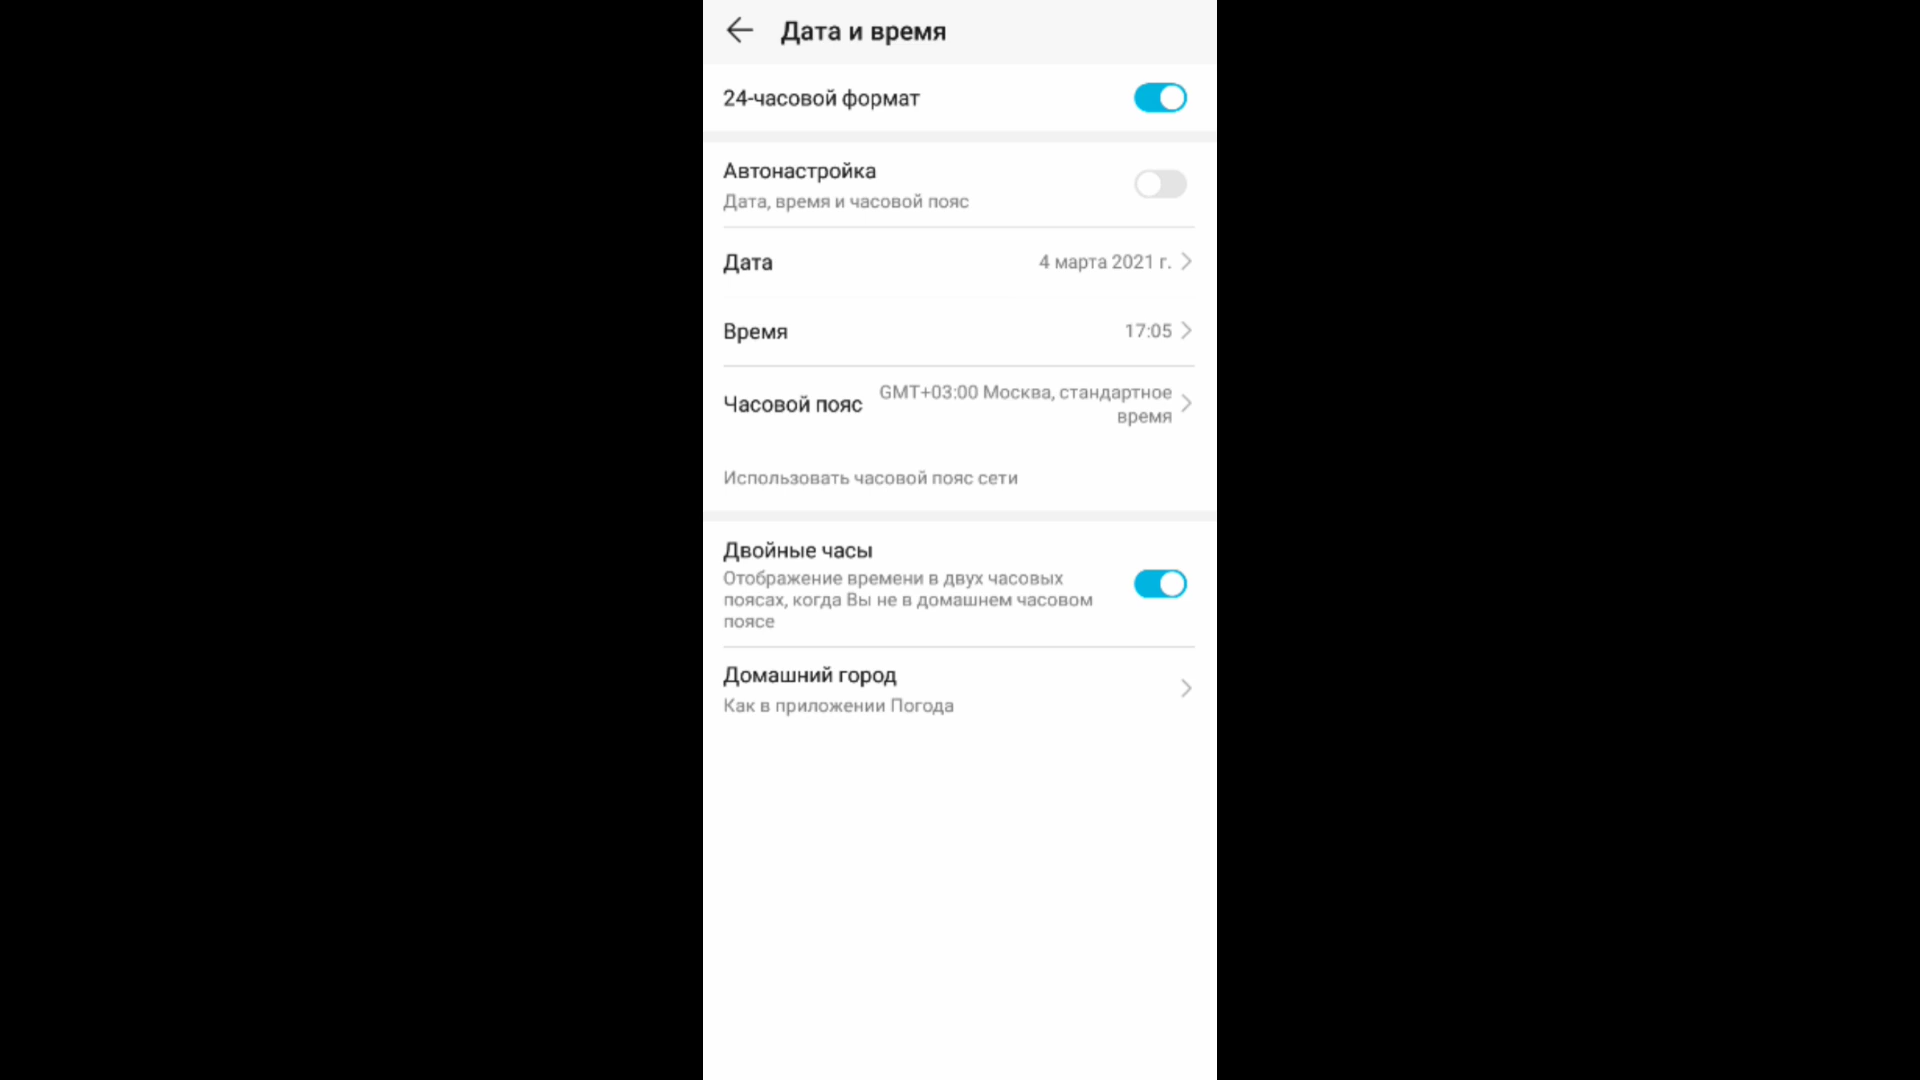 Дата и время
24-часовой формат
Автонастройка
Дата, время и часовой пояс
Дата
4 марта 2021 г.
Время
17:05
Часовой пояс
GMT+03:00 Москва, стандартное
время
Использовать часовой пояс сети
Двойные часы
Отображение времени в двух часовых
поясах, когда Вы не в домашнем часовом
поясе
Домашний город
Как в приложении Погода